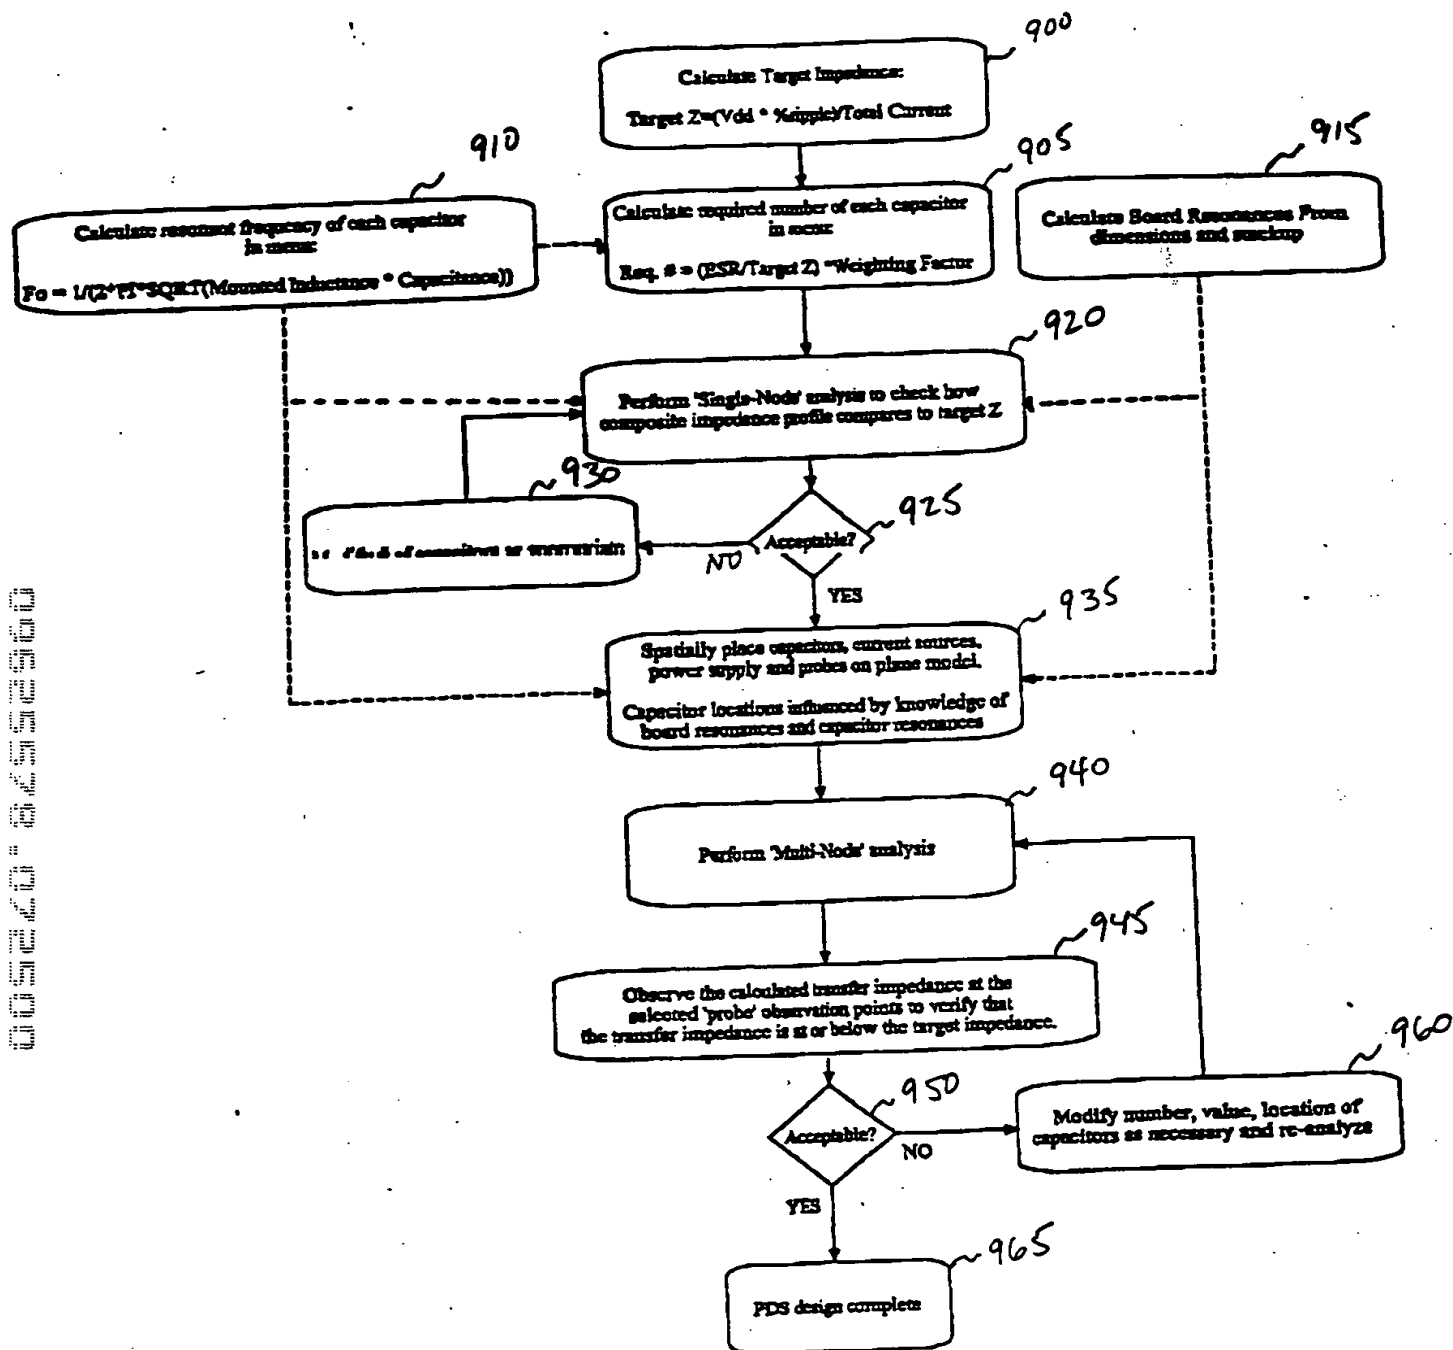 900
Calculate Target Impedance:
Target Z=(Vdd * %ripple)/Total Current
910
905
915
Calculate resonant frequency of each capacitor
in menu:
Fo = 1/(2*PI*SQRT(Mounted Inductance * Capacitance))
Calculate required number of each capacitor
in menu:
Req. # = (ESR/Target Z) *Weighting Factor
Calculate Board Resonances From
dimensions and stackup
920
Perform 'Single-Node' analysis to check how
composite impedance profile compares to target Z
930
of capacitors as
925
Acceptable?
NO
YES
935
Spatially place capacitors, current sources,
power supply and probes on plane model.
Capacitor locations influenced by knowledge of
board resonances and capacitor resonances
940
Perform 'Multi-Node' analysis
945
Observe the calculated transfer impedance at the
selected 'probe' observation points to verify that
the transfer impedance is at or below the target impedance.
950
Acceptable?
NO
YES
960
Modify number, value, location of
capacitors as necessary and re-analyze
965
PDS design complete
09625578.072500